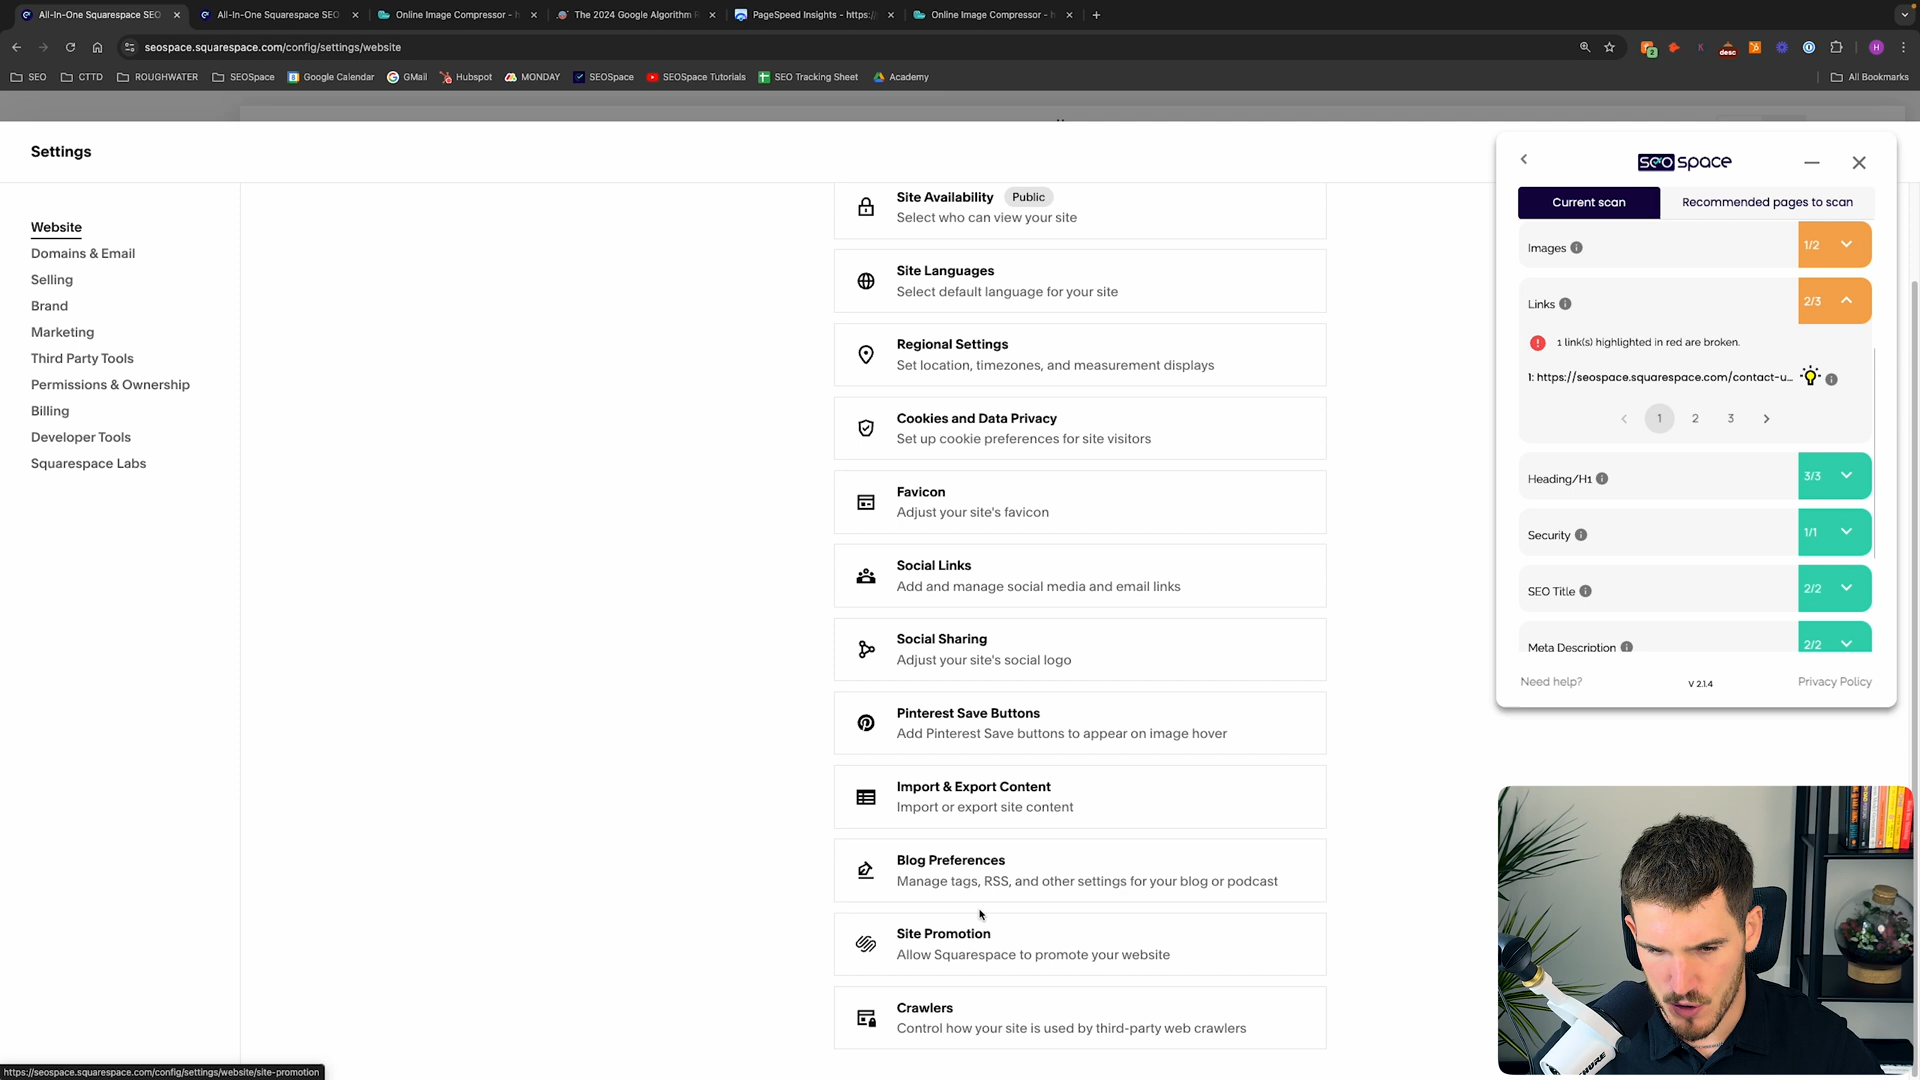 All-In-One Squarespace SEO
All-In-One Squarespace SEO
Online Image Compressor - h
The 2024 Google Algorithm R
PageSpeed Insights - https://
Online Image Compressor - h
seospace.squarespace.com/config/settings/website
2
desc
H
SEO
CTTD
ROUGHWATER
SEOSpace
Google Calendar
GMail
Hubspot
MONDAY
SEOSpace
SEOSpace Tutorials
SEO Tracking Sheet
Academy
All Bookmarks
Settings
Website
Domains & Email
Selling
Brand
Marketing
Third Party Tools
Permissions & Ownership
Billing
Developer Tools
Squarespace Labs
Site Availability Public
Select who can view your site
Site Languages
Select default language for your site
Regional Settings
Set location, timezones, and measurement displays
Cookies and Data Privacy
Set up cookie preferences for site visitors
Favicon
Adjust your site's favicon
Social Links
Add and manage social media and email links
Social Sharing
Adjust your site's social logo
Pinterest Save Buttons
Add Pinterest Save buttons to appear on image hover
Import & Export Content
Import or export site content
Blog Preferences
Manage tags, RSS, and other settings for your blog or podcast
Site Promotion
Allow Squarespace to promote your website
Crawlers
Control how your site is used by third-party web crawlers
seo space
Current scan
Recommended pages to scan
Images 1/2
Links 2/3
1 link(s) highlighted in red are broken.
1: https://seospace.squarespace.com/contact-u...
1 2 3
Heading/H1 3/3
Security 1/1
SEO Title 2/2
Meta Description 2/2
Need help?
V 2.1.4
Privacy Policy
SHURE
https://seospace.squarespace.com/config/settings/website/site-promotion